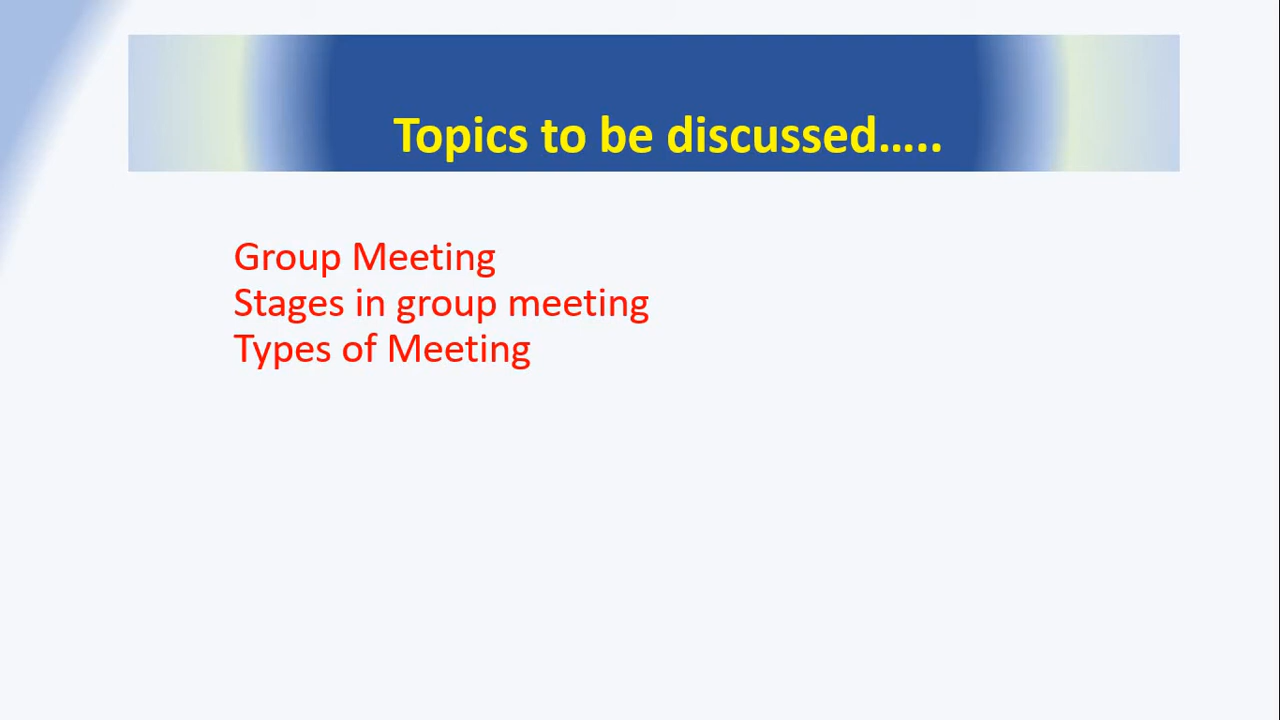 Topics to be discussed.....
Group Meeting
Stages in group meeting
Types of Meeting